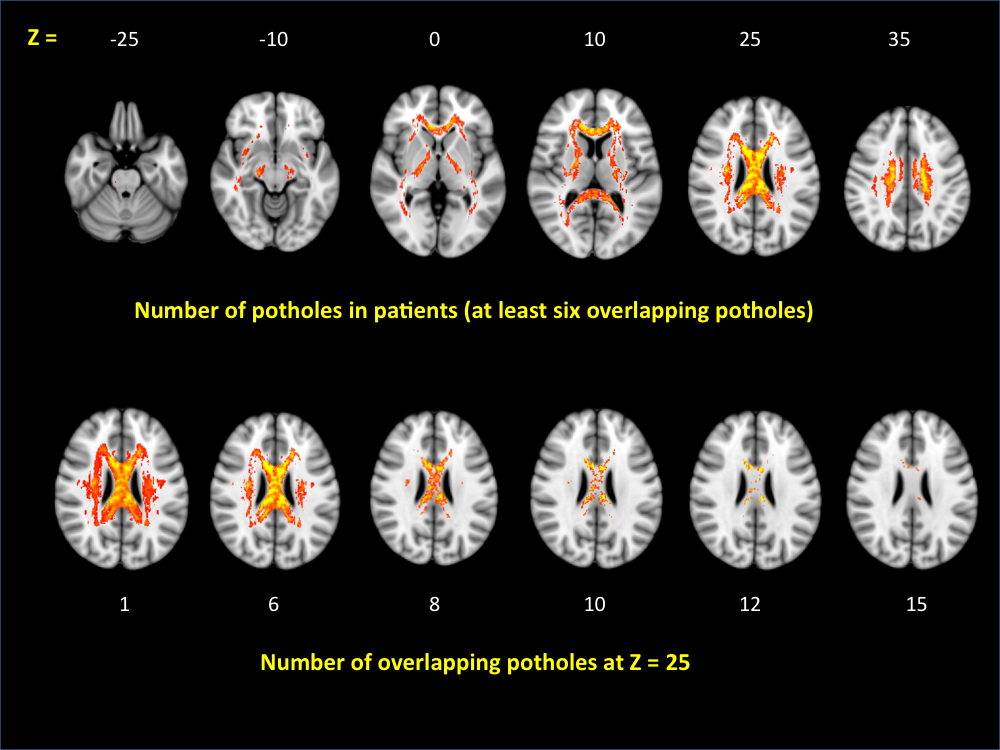 Z = -25 -10 0 10 25 35
Number of potholes in patients (at least six overlapping potholes)
1 6 8 10 12 15
Number of overlapping potholes at Z = 25